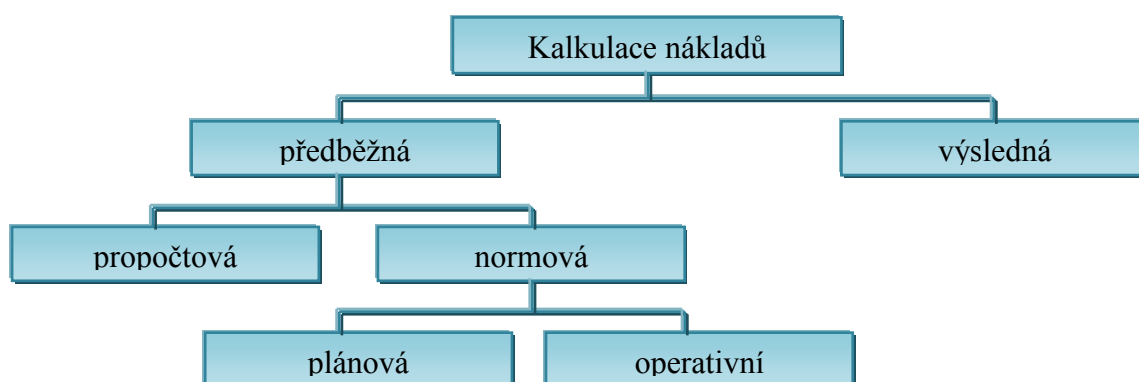 Kalkulace nákladů
předběžná
výsledná
propočtová
normová
plánová
operativní